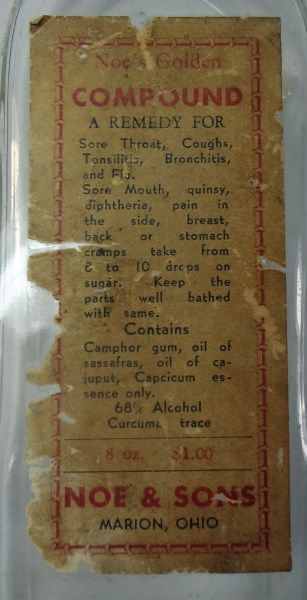 Noe's Golden
COMPOUND
A REMEDY FOR
Sore Throat, Coughs,
Tonsilitis, Bronchitis,
and Flu.
Sore Mouth, quinsy,
diphtheria, pain in
the side, breast,
back or stomach
cramps take from
8 to 10 drops on
sugar. Keep the
parts well bathed
with same.
Contains
Camphor gum, oil of
sassafras, oil of ca-
juput, Capcicum es-
sence only.
68% Alcohol
Curcuma trace
8 oz. $1.00
NOE & SONS
MARION, OHIO